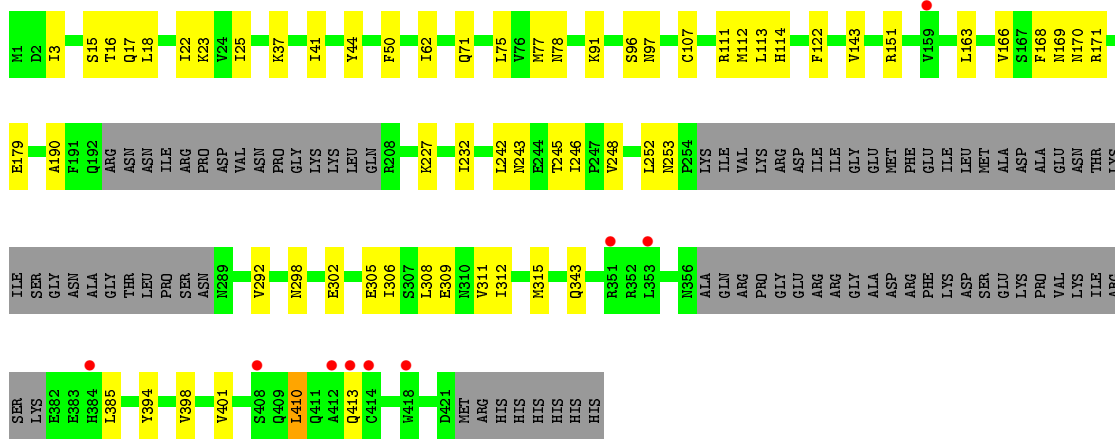 M1 D2 I3 S15 T16 Q17 L18 I22 K23 V24 I25 K37 I41 Y44 F50 I62 Q71 L75 V76 M77 N78 K91 S96 N97 C107 R111 M112 L113 H114 F122 V143 R151 V159 L163 V166 S167 F168 N169 N170 R171
E179 A190 F191 Q192 ARG ASN ASN ILE ARG PRO ASP VAL ASN PRO GLY LYS LYS LEU GLN R208 K227 I232 L242 N243 E244 T245 I246 P247 V248 L252 N253 P254 LYS ILE VAL LYS ARG ASP ILE ILE GLY GLU MET PHE GLU ILE LEU MET ALA ASP ALA GLU ASN THR LYS
ILE SER GLY ASN ALA GLY THR LEU PRO SER ASN N289 V292 N298 E302 E305 I306 S307 L308 E309 N310 V311 I312 M315 Q343 R351 R352 L353 N356 ALA GLN ARG PRO GLY GLU ARG ARG GLY ALA ASP ARG PHE LYS ASP SER GLU LYS PRO VAL LYS ILE ARG
SER LYS E382 E383 H384 L385 Y394 V398 V401 S408 Q409 L410 Q411 A412 Q413 C414 W418 D421 MET ARG HIS HIS HIS HIS HIS HIS